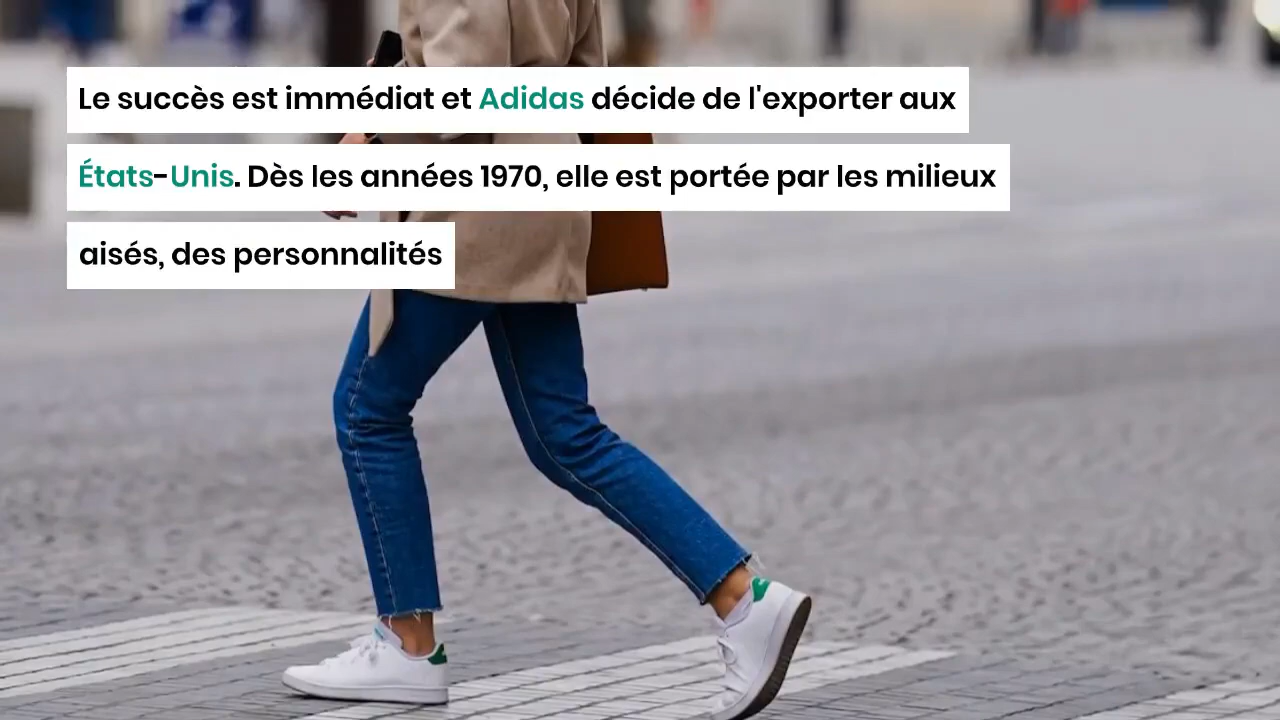 Le succès est immédiat et Adidas décide de l'exporter aux
États-Unis. Dès les années 1970, elle est portée par les milieux
aisés, des personnalités